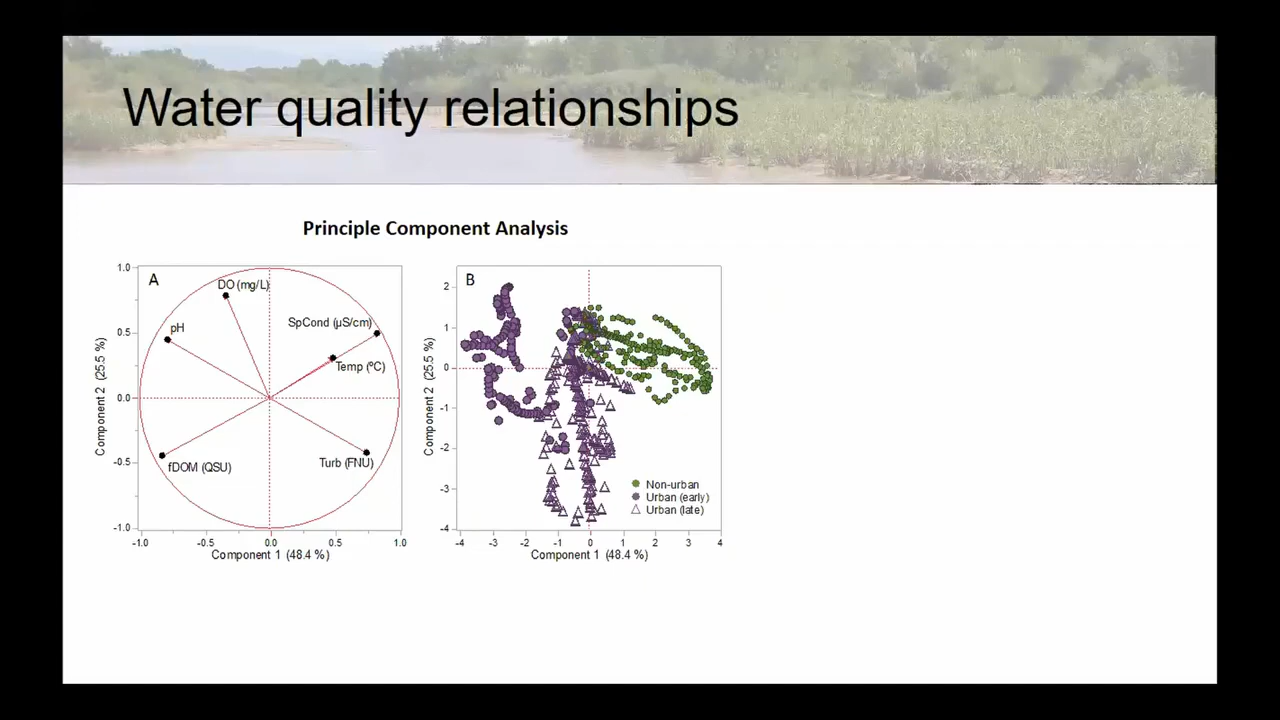 Water quality relationships
Principle Component Analysis
A
DO (mg/L)
pH
SpCond (µS/cm)
Temp (ºC)
fDOM (QSU)
Turb (FNU)
1.0
0.5
0.0
-0.5
-1.0
Component 2 (25.5 %)
-1.0 -0.5 0.0 0.5 1.0
Component 1 (48.4 %)
B
2
1
0
-1
-2
-3
-4
Component 2 (25.5 %)
Non-urban
Urban (early)
Urban (late)
-4 -3 -2 -1 0 1 2 3 4
Component 1 (48.4 %)